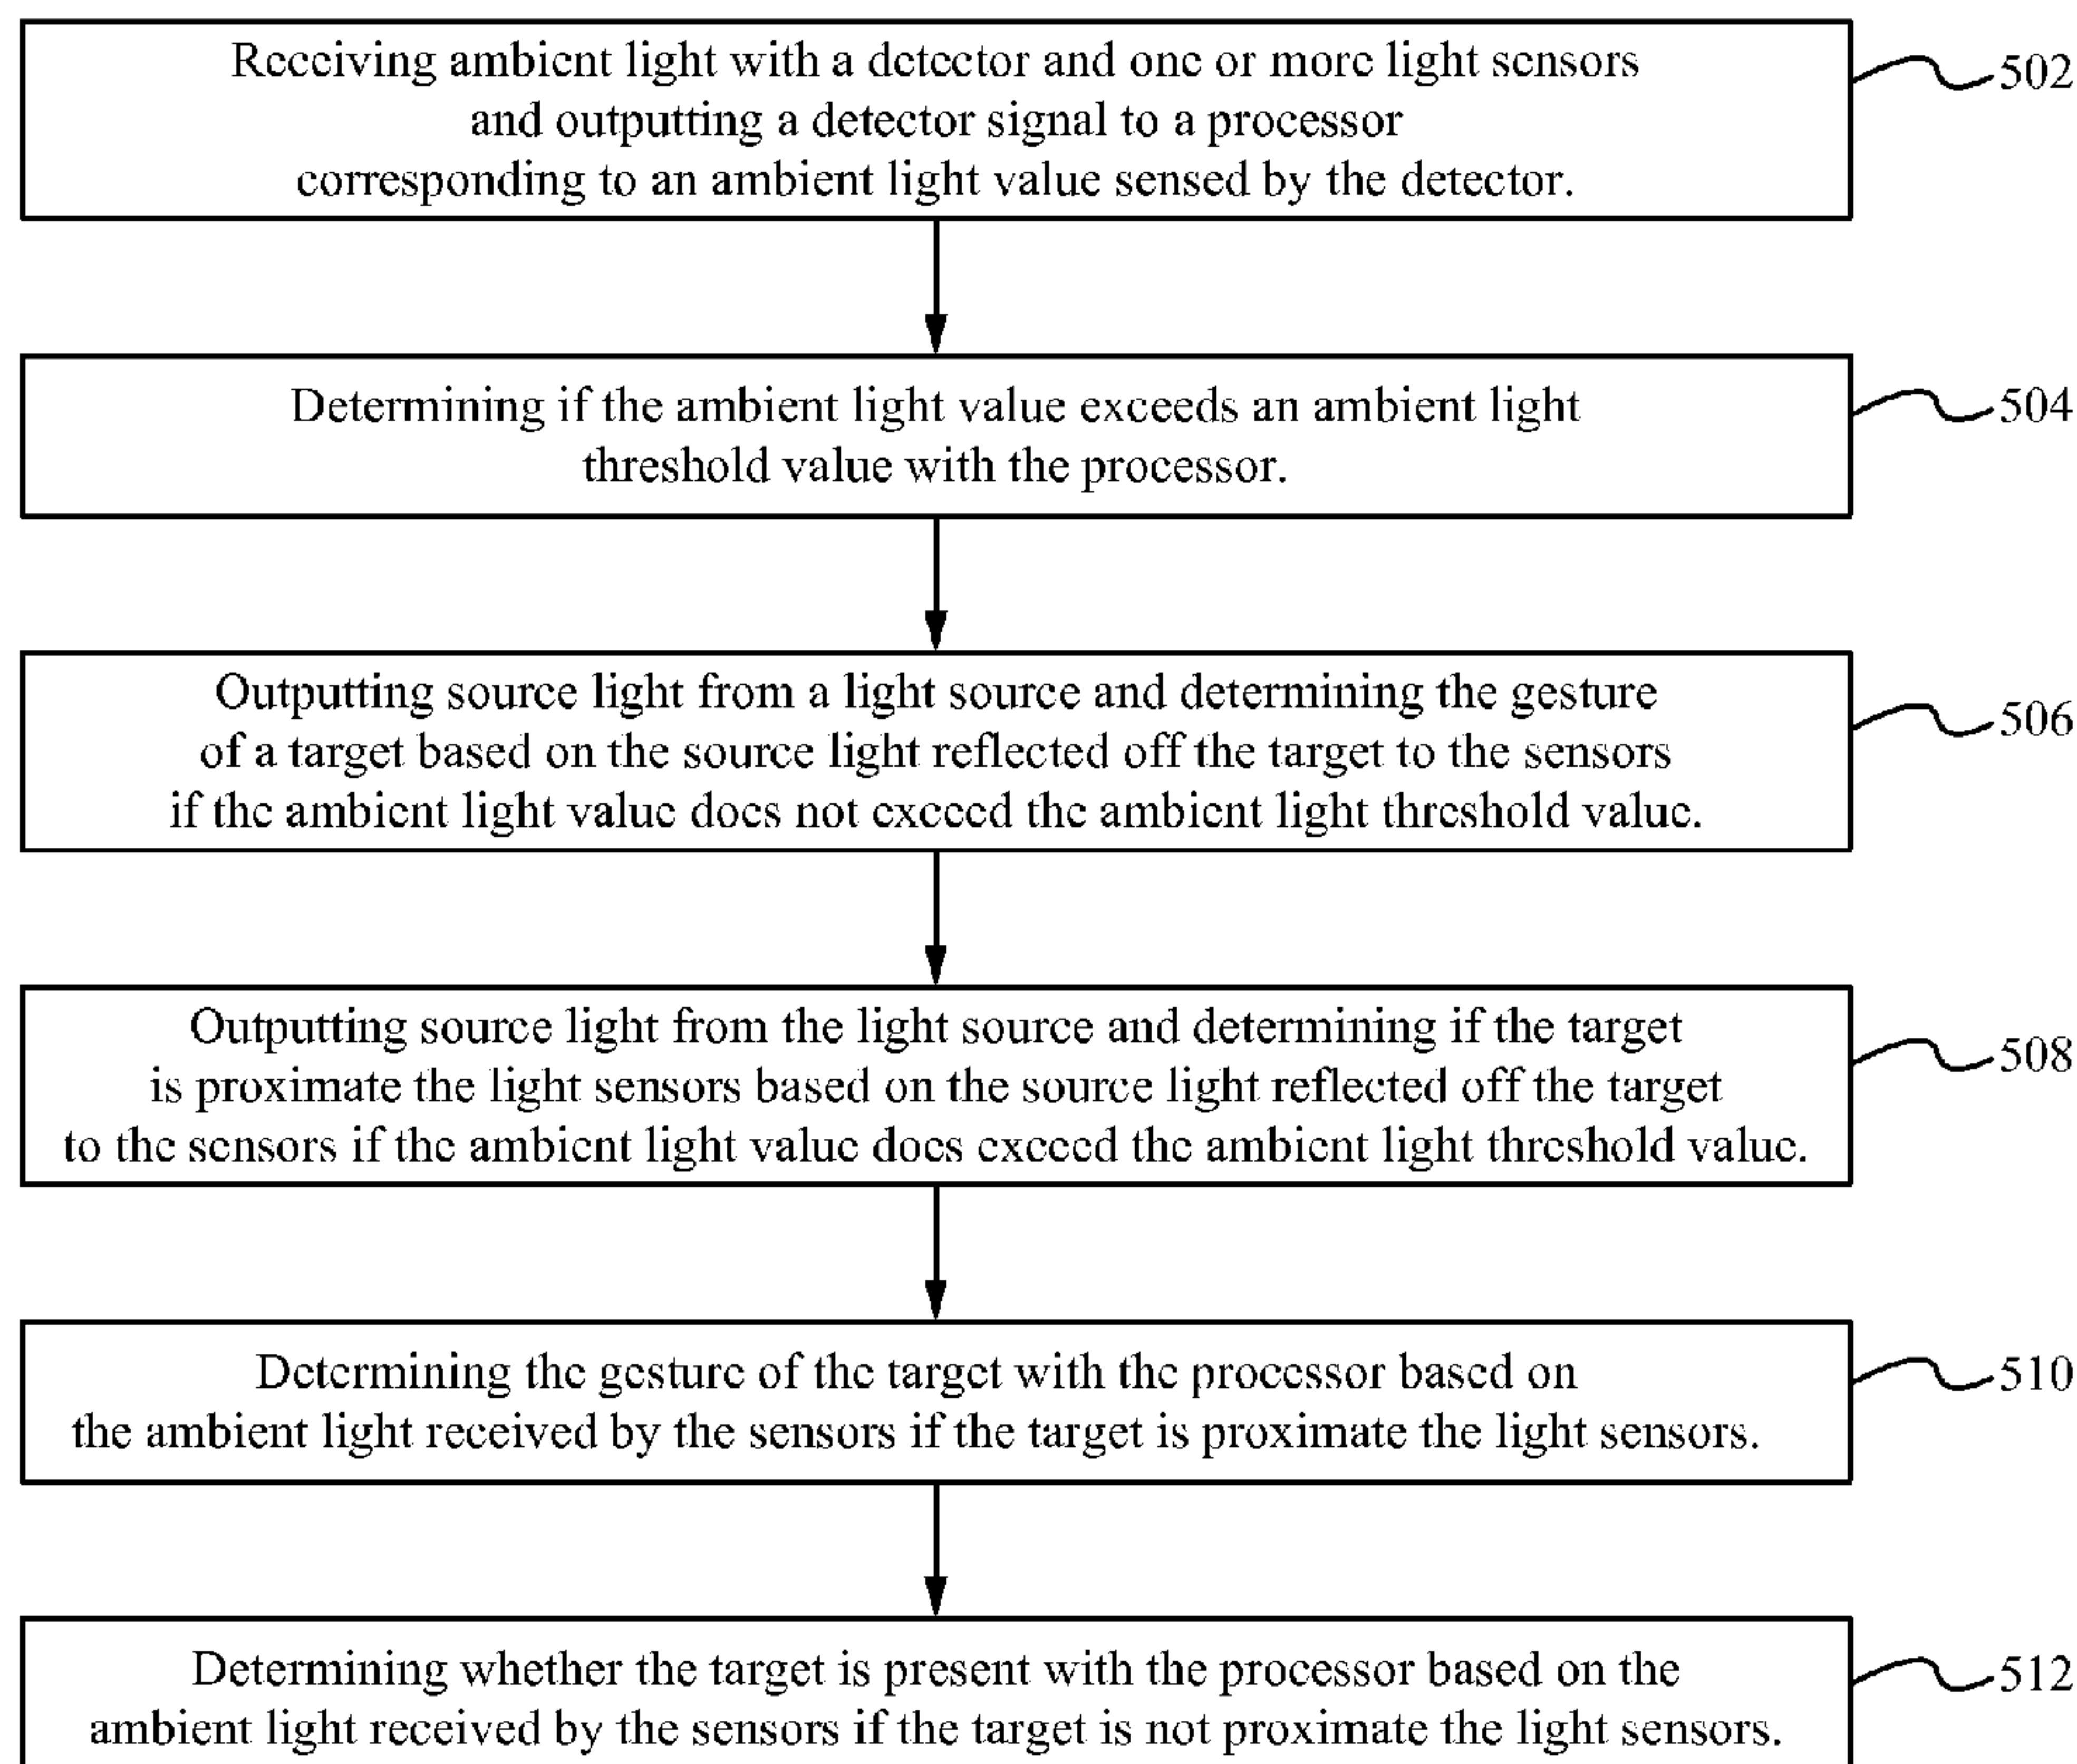 Receiving ambient light with a detector and one or more light sensors
and outputting a detector signal to a processor
corresponding to an ambient light value sensed by the detector.
502
Determining if the ambient light value exceeds an ambient light
threshold value with the processor.
504
Outputting source light from a light source and determining the gesture
of a target based on the source light reflected off the target to the sensors
if the ambient light value does not exceed the ambient light threshold value.
506
Outputting source light from the light source and determining if the target
is proximate the light sensors based on the source light reflected off the target
to the sensors if the ambient light value does exceed the ambient light threshold value.
508
Determining the gesture of the target with the processor based on
the ambient light received by the sensors if the target is proximate the light sensors.
510
Determining whether the target is present with the processor based on the
ambient light received by the sensors if the target is not proximate the light sensors.
512